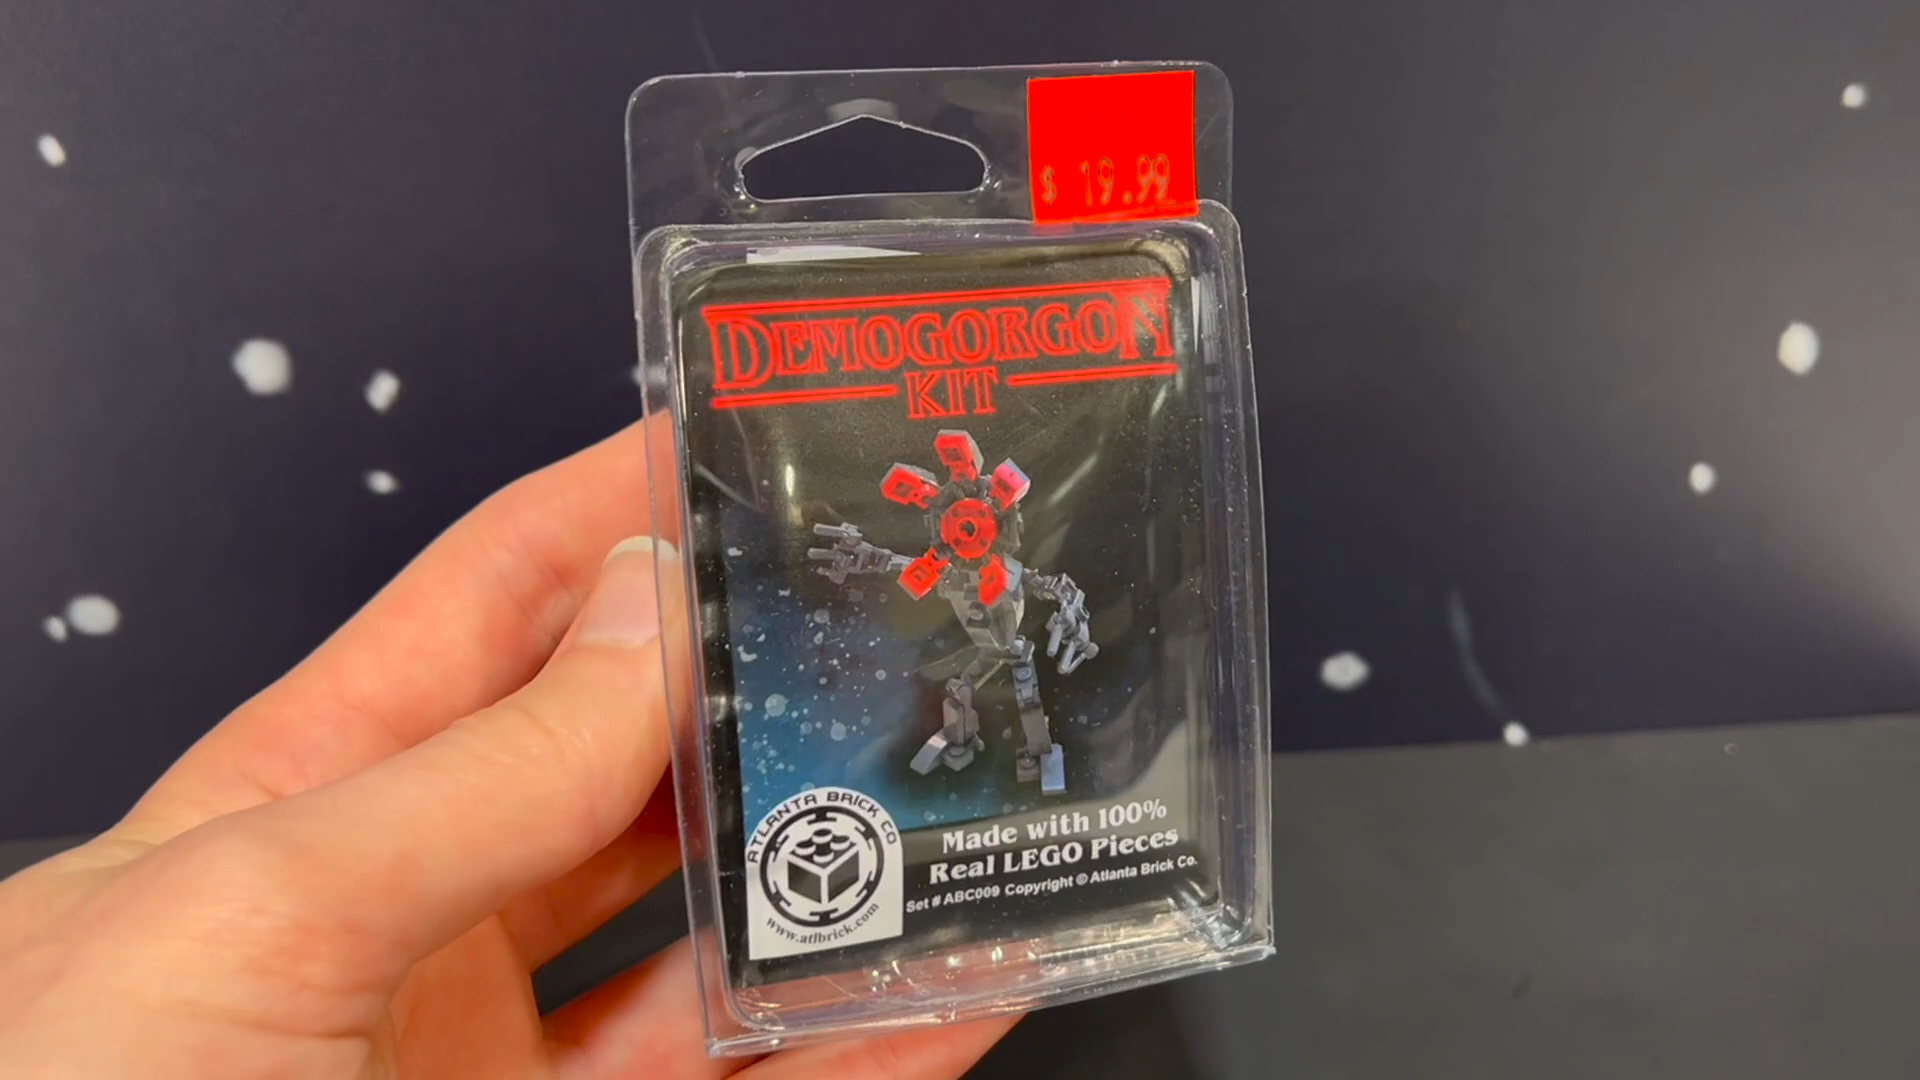 $ 19.99
DEMOGORGON
KIT
ATLANTA BRICK CO
www.atlbrick.com
Made with 100%
Real LEGO Pieces
Set # ABC009 Copyright © Atlanta Brick Co.